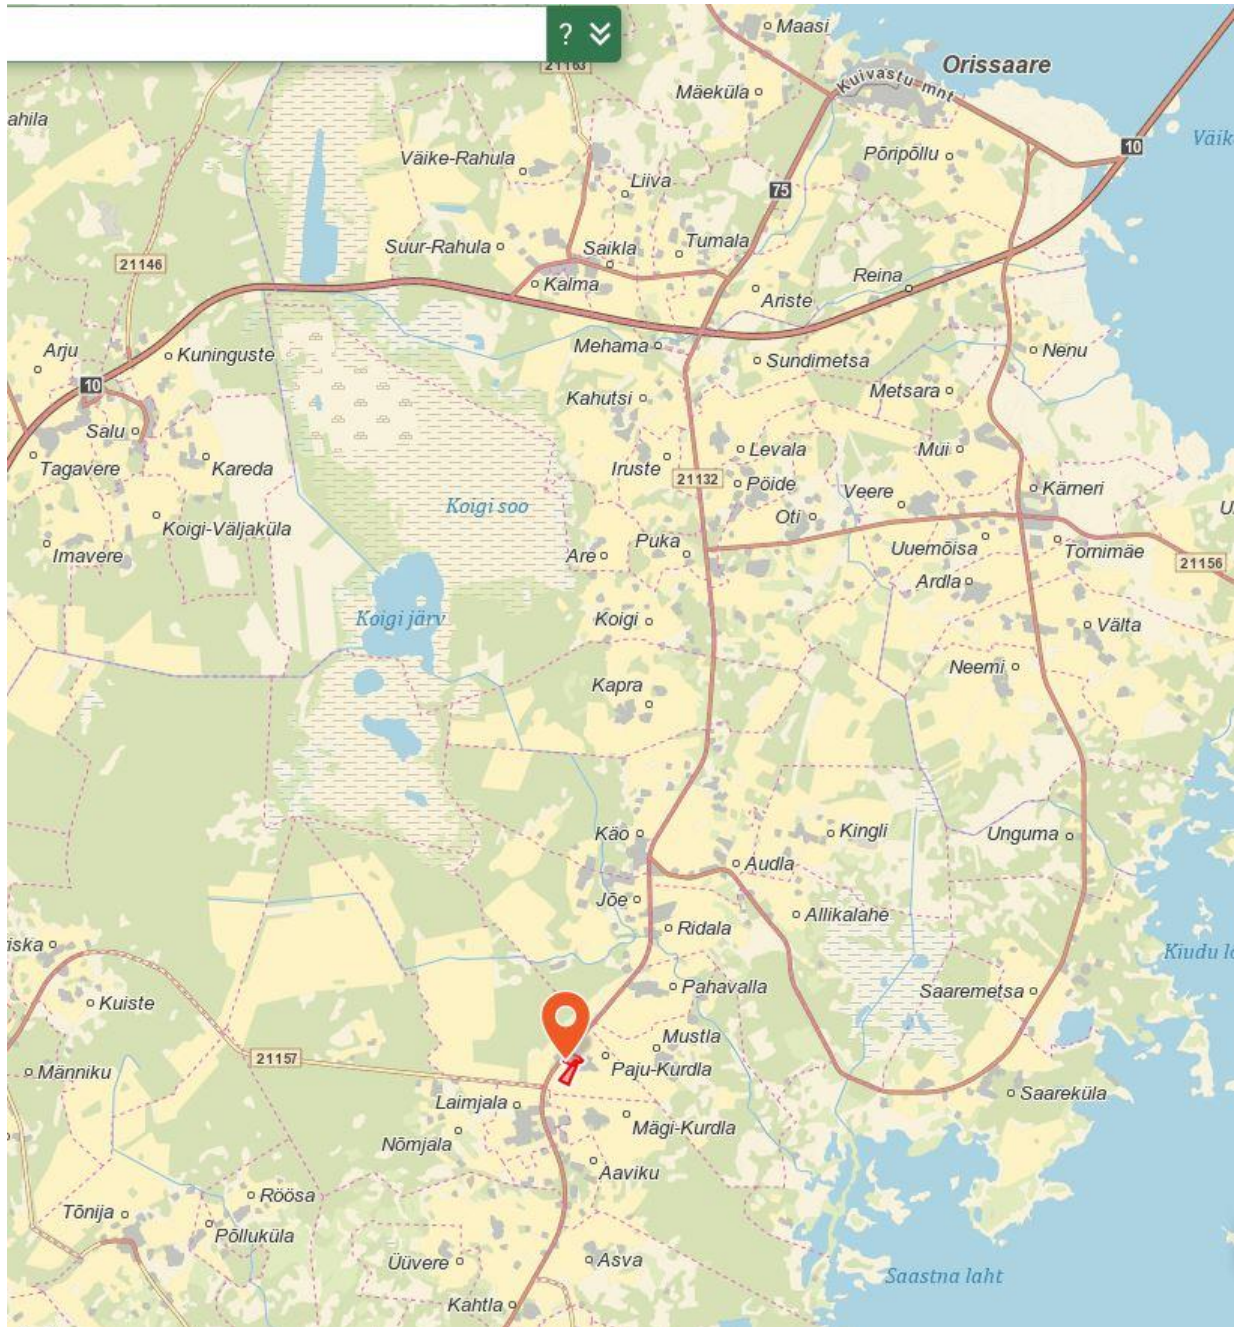 ?
Maasi
21163
Orissaare
Kuivastu mnt
Mäeküla
ahila
10
Väik
Väike-Rahula
Põripõllu
Liiva
75
Suur-Rahula
Saikla
Tumala
21146
Kalma
Reina
Ariste
Arju
Kuninguste
Mehama
Sundimetsa
Nenu
10
Kahutsi
Metsara
Salu
Tagavere
Kareda
Iruste
Levala
Mui
21132
Pöide
Veere
Kärneri
Koigi soo
Koigi-Väljaküla
Oti
Imavere
Are
Puka
Uuemõisa
Tornimäe
21156
Ardla
Koigi järv
Koigi
Välta
Neemi
Kapra
Käo
Kingli
Unguma
Audla
Jõe
Allikalahe
Ridala
iska
Kiudu la
Kuiste
Pahavalla
Saaremetsa
21157
Mustla
Männiku
Paju-Kurdla
Laimjala
Saareküla
Nõmjala
Mägi-Kurdla
Aaviku
Röösa
Tõnija
Põlluküla
Üüvere
Asva
Saastna laht
Kahtla